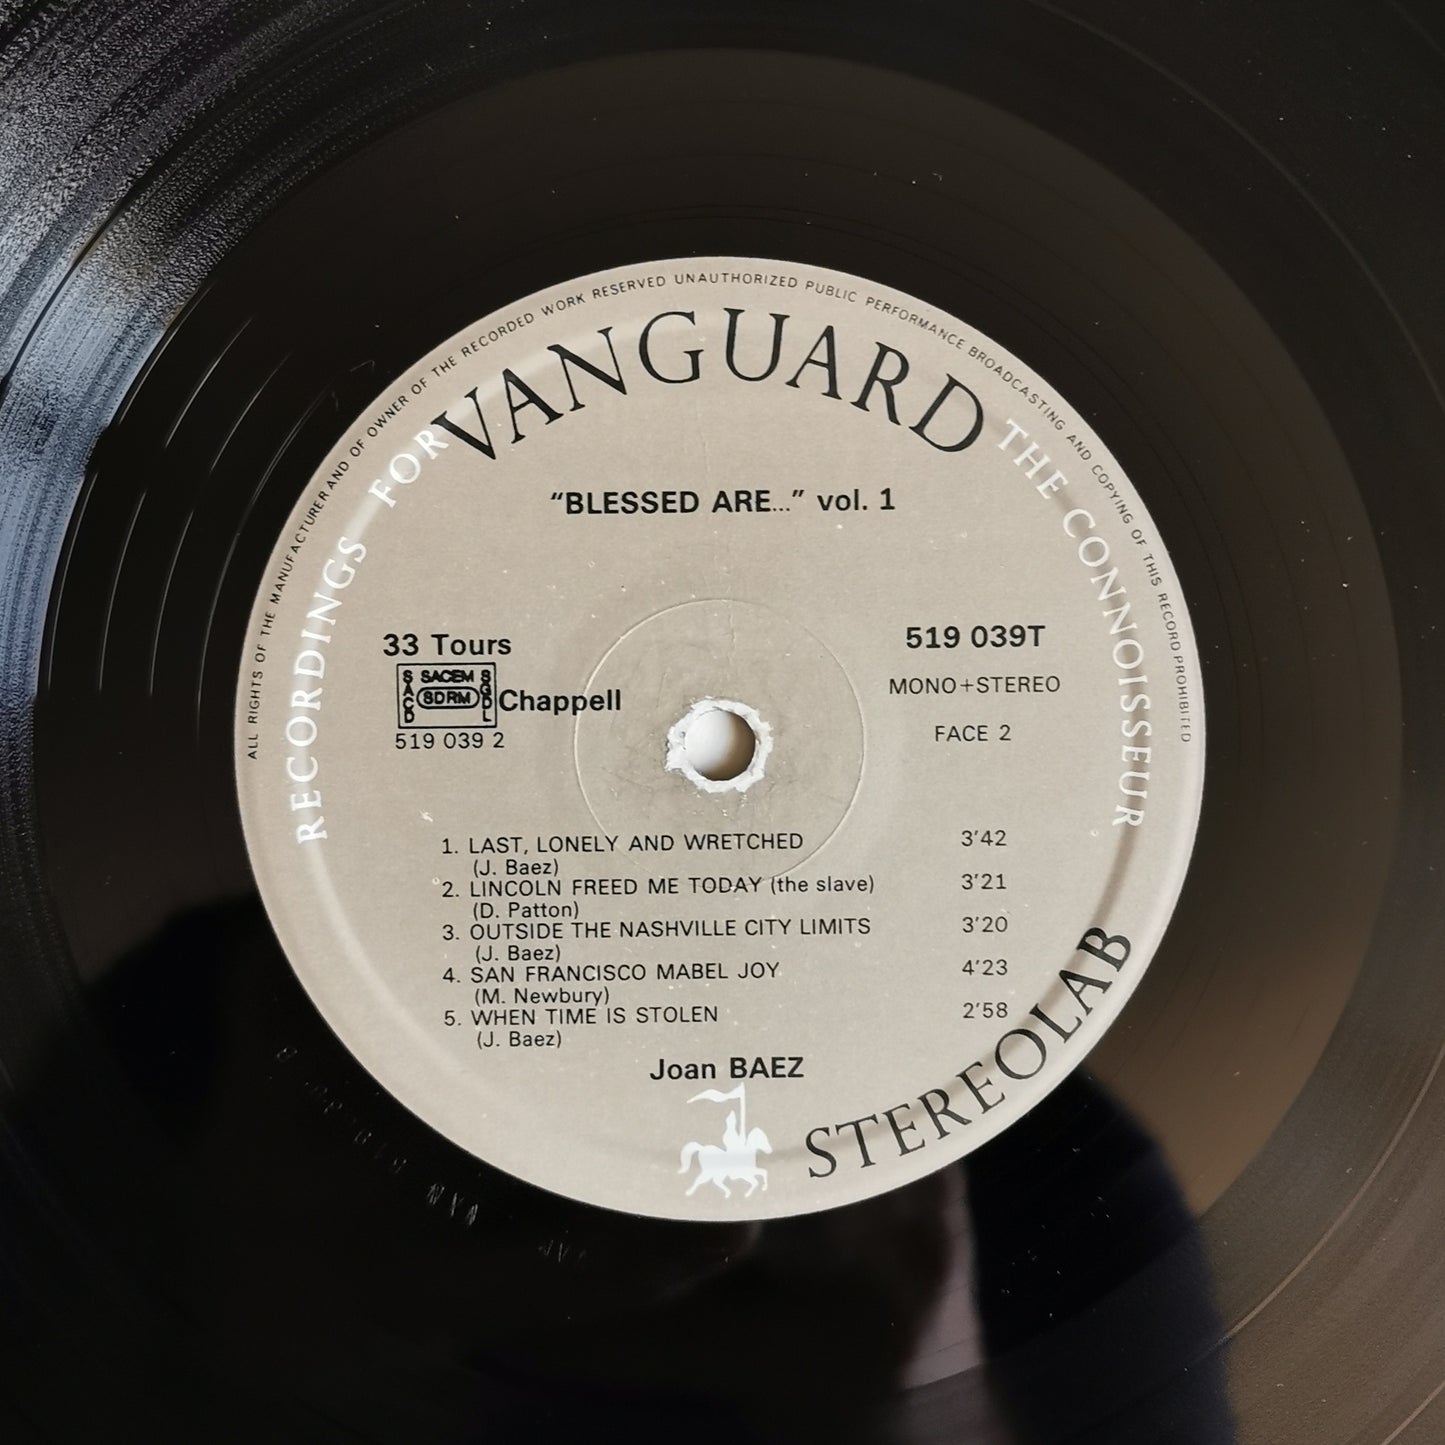 ALL RIGHTS OF THE MANUFACTURER AND OF OWNER OF THE RECORDED WORK RESERVED UNAUTHORIZED PUBLIC PERFORMANCE BROADCASTING AND COPYING OF THIS RECORD PROHIBITED
RECORDINGS FOR VANGUARD THE CONNOISSEUR
"BLESSED ARE..." vol. 1
33 Tours
519 039T
SACEM
SACD SDRM SGDL
Chappell
MONO+STEREO
519 039 2
FACE 2
1. LAST, LONELY AND WRETCHED 3'42
(J. Baez)
2. LINCOLN FREED ME TODAY (the slave) 3'21
(D. Patton)
3. OUTSIDE THE NASHVILLE CITY LIMITS 3'20
(J. Baez)
4. SAN FRANCISCO MABEL JOY 4'23
(M. Newbury)
5. WHEN TIME IS STOLEN 2'58
(J. Baez)
Joan BAEZ
STEREOLAB